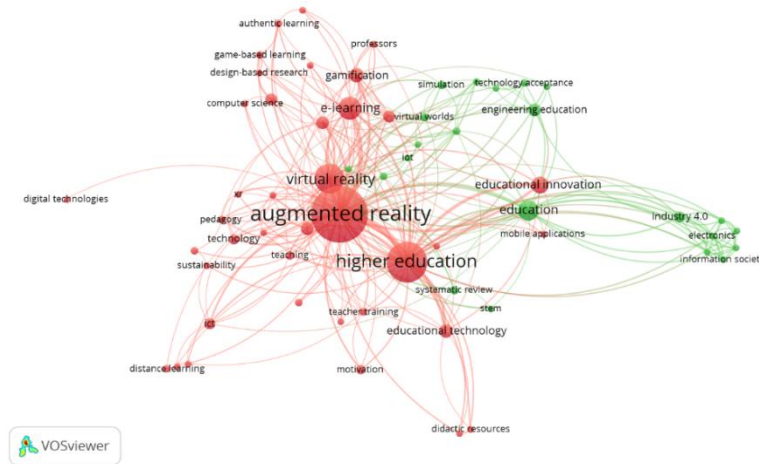 authentic learning
professors
game-based learning
design-based research
gamification
simulation
technology acceptance
computer science
e-learning
virtual worlds
engineering education
iot
virtual reality
educational innovation
digital technologies
xr
augmented reality
education
pedagogy
industry 4.0
technology
mobile applications
electronics
teaching
higher education
information societ
sustainability
systematic review
stem
teacher training
ict
educational technology
distance learning
motivation
didactic resources
VOSviewer